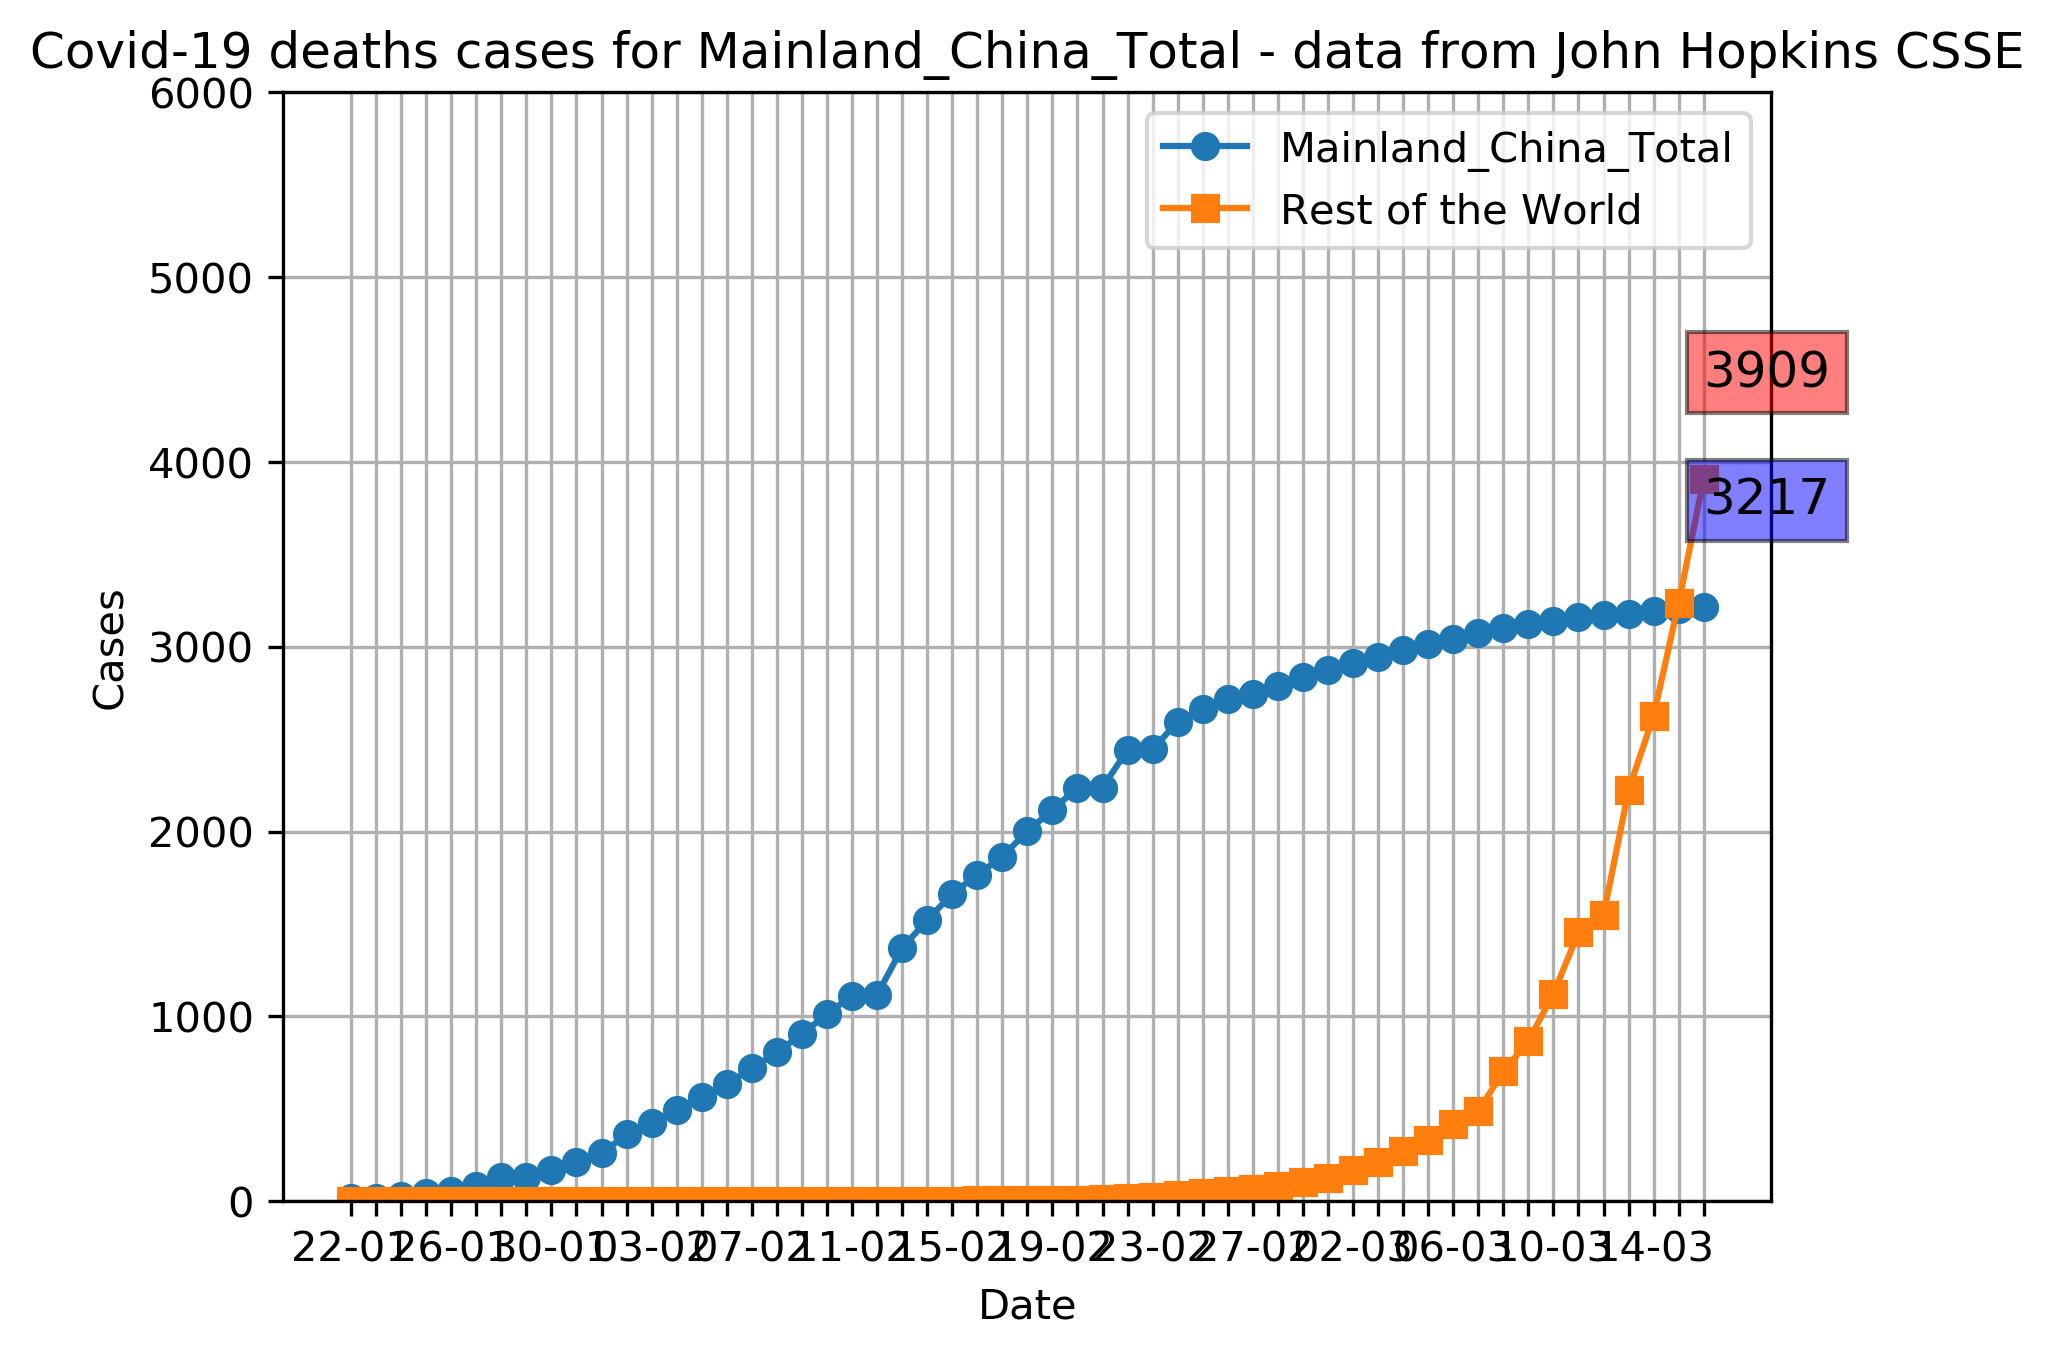 Covid-19 deaths cases for Mainland_China_Total - data from John Hopkins CSSE
6000
5000
4000
3000
2000
1000
0
Cases
Mainland_China_Total
Rest of the World
3909
3217
22-01 26-01 30-01 03-02 07-02 11-02 15-02 19-02 23-02 27-02 02-03 06-03 10-03 14-03
Date